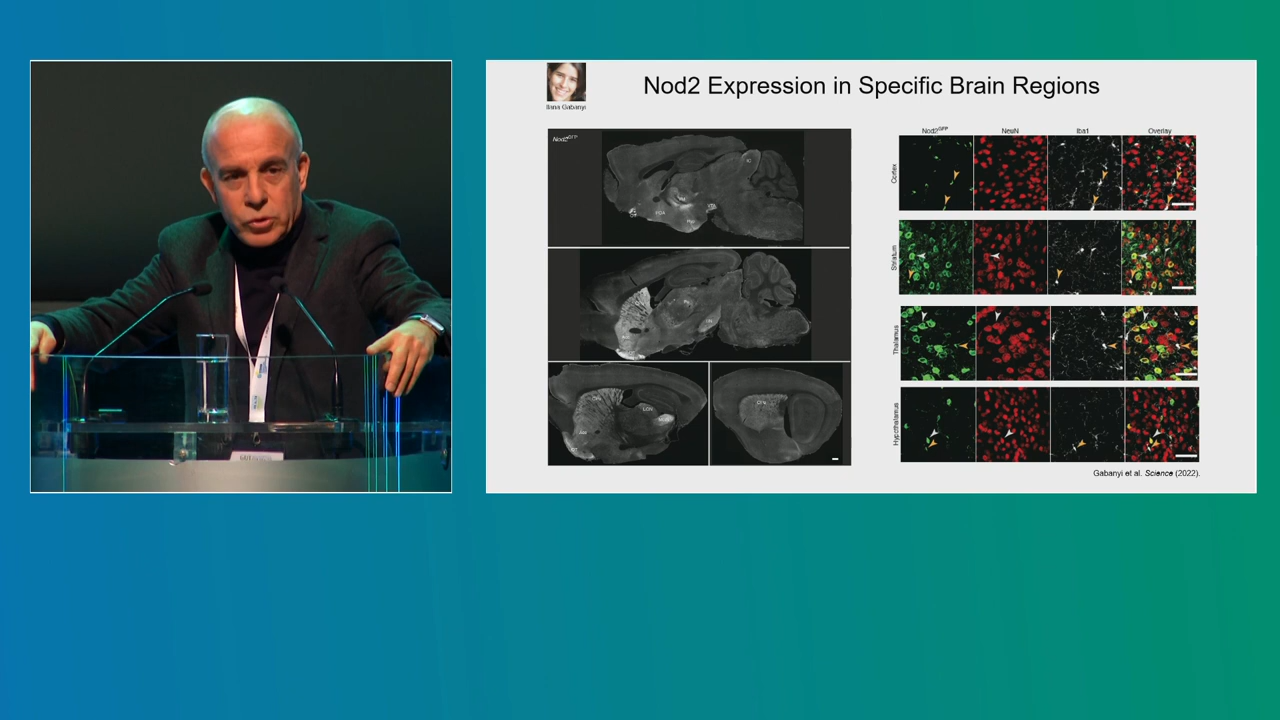 Nod2 Expression in Specific Brain Regions
Ilana Gabanyi
Nod2GFP
Nod2GFP NeuN Iba1 Overlay
Cortex
Striatum
Thalamus
Hypothalamus
Gabanyi et al. Science (2022).